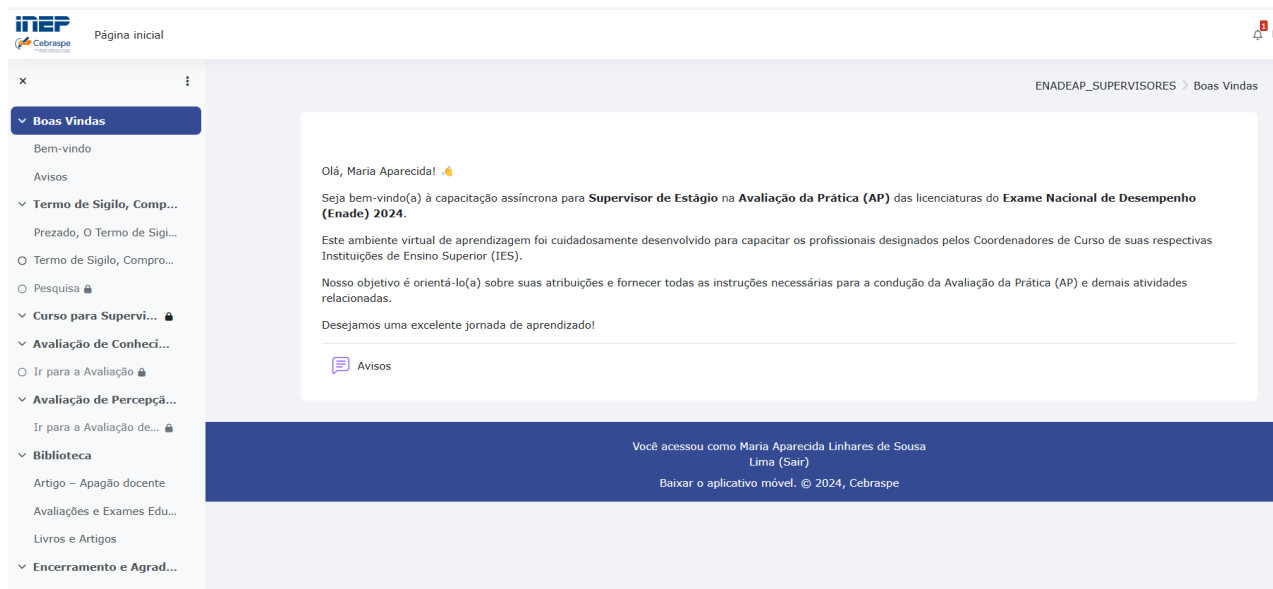 inep
Cebraspe
Página inicial
1
ENADEAP_SUPERVISORES > Boas Vindas
Boas Vindas
Bem-vindo
Avisos
Termo de Sigilo, Comp...
Prezado, O Termo de Sigi...
Termo de Sigilo, Compro...
Pesquisa
Curso para Supervi...
Avaliação de Conheci...
Ir para a Avaliação
Avaliação de Percepçã...
Ir para a Avaliação de...
Biblioteca
Artigo – Apagão docente
Avaliações e Exames Edu...
Livros e Artigos
Encerramento e Agrad...
Olá, Maria Aparecida! 👋
Seja bem-vindo(a) à capacitação assíncrona para Supervisor de Estágio na Avaliação da Prática (AP) das licenciaturas do Exame Nacional de Desempenho
(Enade) 2024.
Este ambiente virtual de aprendizagem foi cuidadosamente desenvolvido para capacitar os profissionais designados pelos Coordenadores de Curso de suas respectivas
Instituições de Ensino Superior (IES).
Nosso objetivo é orientá-lo(a) sobre suas atribuições e fornecer todas as instruções necessárias para a condução da Avaliação da Prática (AP) e demais atividades
relacionadas.
Desejamos uma excelente jornada de aprendizado!
Avisos
Você acessou como Maria Aparecida Linhares de Sousa
Lima (Sair)
Baixar o aplicativo móvel. © 2024, Cebraspe